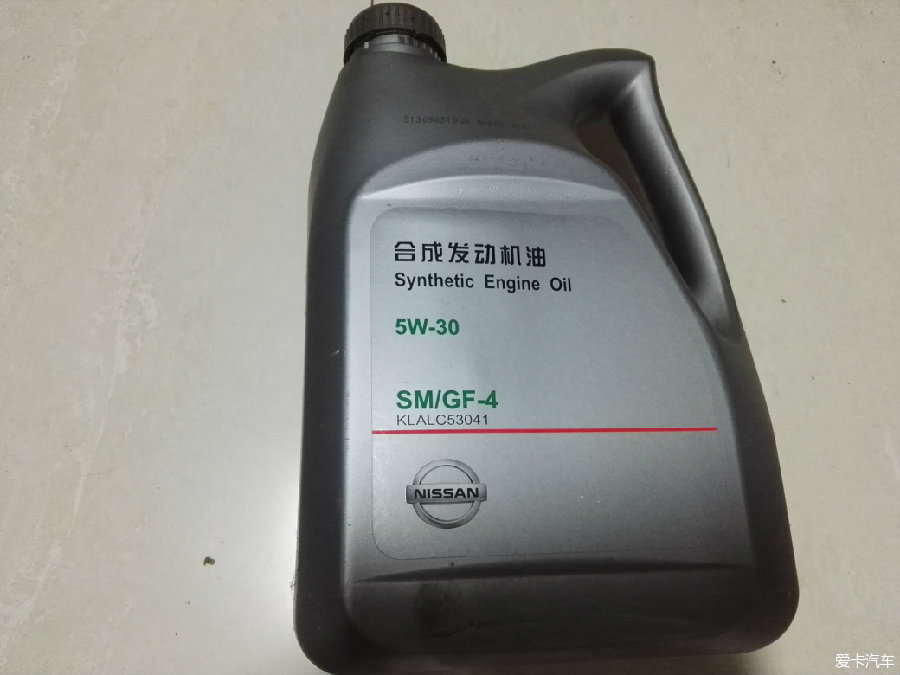 合成发动机油
Synthetic Engine Oil
5W-30
SM/GF-4
KLALC53041
NISSAN
爱卡汽车